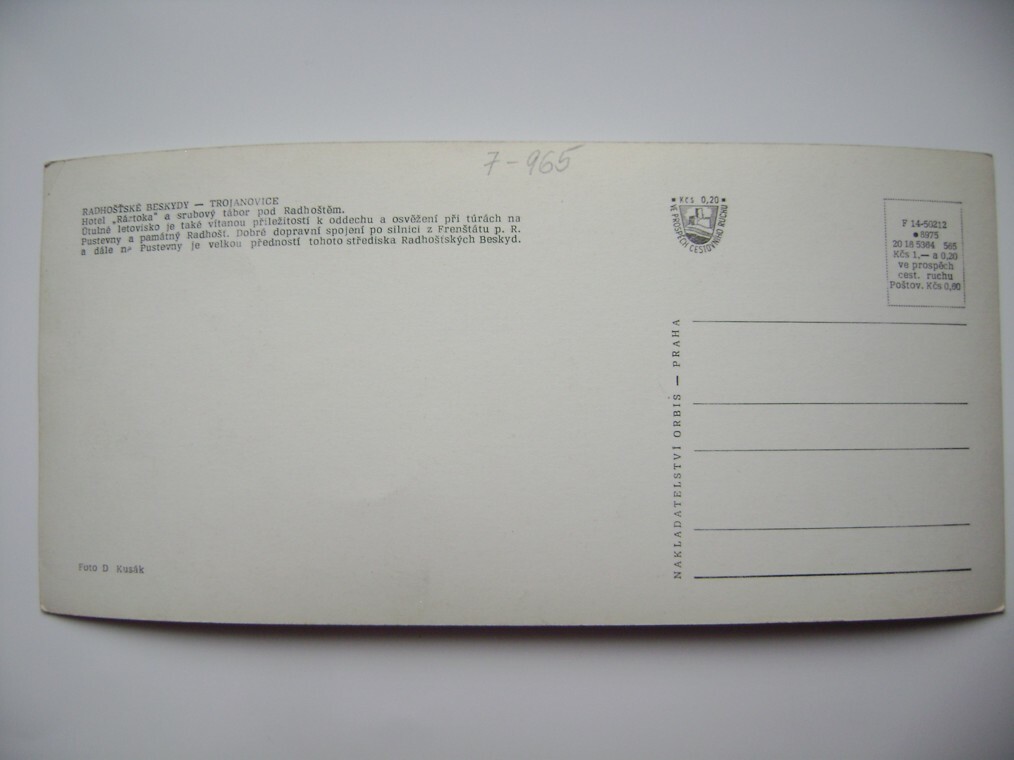 7-965
RADHOŠŤSKÉ BESKYDY — TROJANOVICE
Hotel „Ráztoka" a srubový tábor pod Radhoštěm.
Útulné letovisko je také vítanou příležitostí k oddechu a osvěžení při túrách na
Pustevny a památný Radhošť. Dobré dopravní spojení po silnici z Frenštátu p. R.
a dále na Pustevny je velkou předností tohoto střediska Radhošťských Beskyd.
Foto D Kusák
• Kčs 0,20 •
VE PROSPĚCH CESTOVNÍHO RUCHU
NAKLADATELSTVÍ ORBIS — PRAHA
F 14-50212
• 8975
20 18 5364 565
Kčs 1,— a 0,20
ve prospěch
cest. ruchu
Poštov. Kčs 0,60